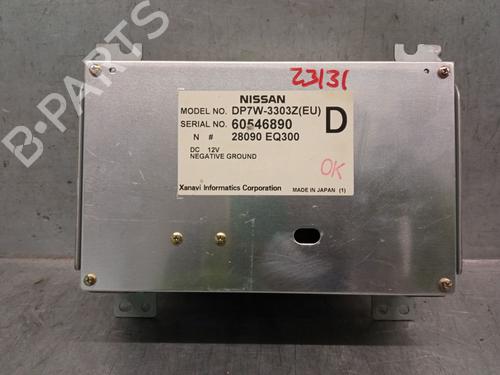 B-PARTS
23131
NISSAN
MODEL NO. DP7W-3303Z(EU)
SERIAL NO. 60546890 D
N # 28090 EQ300
DC 12V
NEGATIVE GROUND
OK
Xanavi Informatics Corporation MADE IN JAPAN (1)